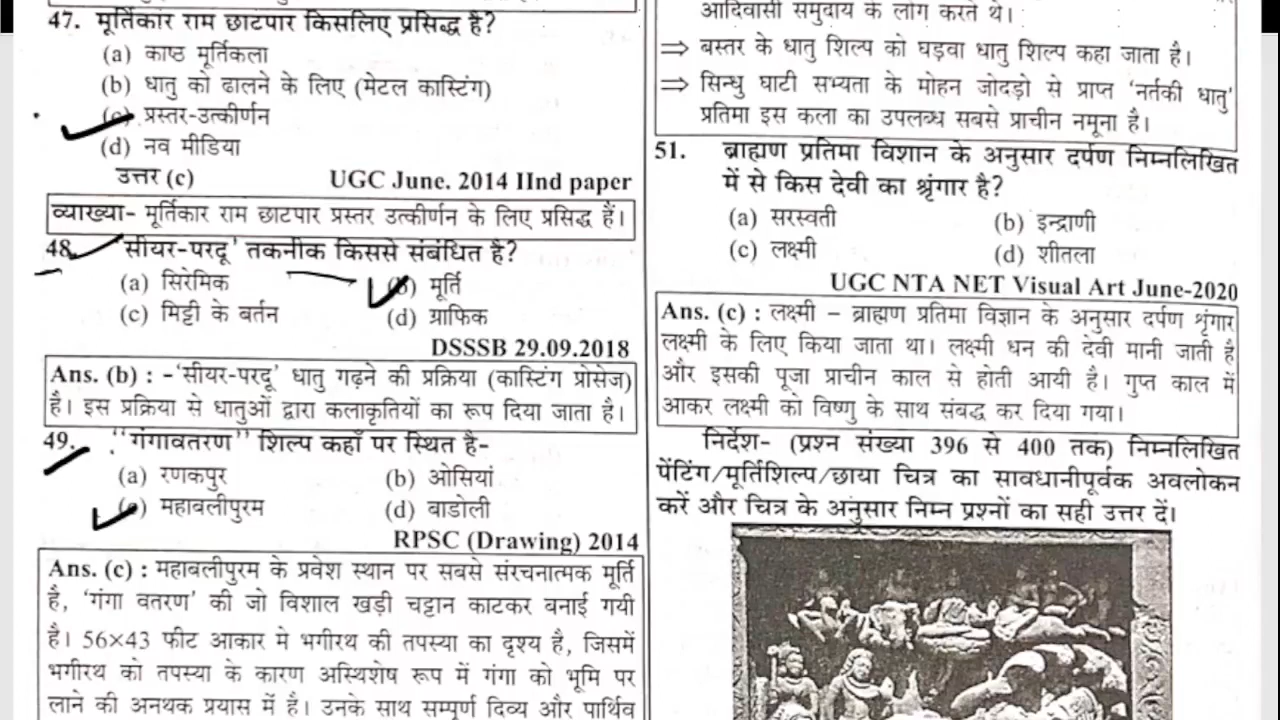 47. मूर्तिकार राम छाटपार किसलिए प्रसिद्ध है?
(a) काष्ठ मूर्तिकला
(b) धातु को ढालने के लिए (मेटल कास्टिंग)
(c) प्रस्तर-उत्कीर्णन
(d) नव मीडिया
उत्तर (c) UGC June. 2014 IInd paper
व्याख्या- मूर्तिकार राम छाटपार प्रस्तर उत्कीर्णन के लिए प्रसिद्ध हैं।
48. 'सीयर-परदू' तकनीक किससे संबंधित है?
(a) सिरेमिक (b) मूर्ति
(c) मिट्टी के बर्तन (d) ग्राफिक
DSSSB 29.09.2018
Ans. (b) : -'सीयर-परदू' धातु गढ़ने की प्रक्रिया (कास्टिंग प्रोसेज)
है। इस प्रक्रिया से धातुओं द्वारा कलाकृतियों का रूप दिया जाता है।
49. "गंगावतरण" शिल्प कहाँ पर स्थित है-
(a) रणकपुर (b) ओसियां
(c) महाबलीपुरम (d) बाडोली
RPSC (Drawing) 2014
Ans. (c) : महाबलीपुरम के प्रवेश स्थान पर सबसे संरचनात्मक मूर्ति
है, 'गंगा वतरण' की जो विशाल खड़ी चट्टान काटकर बनाई गयी
है। 56×43 फीट आकार मे भगीरथ की तपस्या का दृश्य है, जिसमें
भगीरथ को तपस्या के कारण अस्थिशेष रूप में गंगा को भूमि पर
लाने की अनथक प्रयास में है। उनके साथ सम्पूर्ण दिव्य और पार्थिव
आदिवासी समुदाय के लोग करते थे।
⇒ बस्तर के धातु शिल्प को घड़वा धातु शिल्प कहा जाता है।
⇒ सिन्धु घाटी सभ्यता के मोहन जोदड़ो से प्राप्त 'नर्तकी धातु'
प्रतिमा इस कला का उपलब्ध सबसे प्राचीन नमूना है।
51. ब्राह्मण प्रतिमा विशान के अनुसार दर्पण निम्नलिखित
में से किस देवी का श्रृंगार है?
(a) सरस्वती (b) इन्द्राणी
(c) लक्ष्मी (d) शीतला
UGC NTA NET Visual Art June-2020
Ans. (c) : लक्ष्मी – ब्राह्मण प्रतिमा विज्ञान के अनुसार दर्पण शृंगार
लक्ष्मी के लिए किया जाता था। लक्ष्मी धन की देवी मानी जाती है
और इसकी पूजा प्राचीन काल से होती आयी है। गुप्त काल में
आकर लक्ष्मी को विष्णु के साथ संबद्ध कर दिया गया।
निर्देश- (प्रश्न संख्या 396 से 400 तक) निम्नलिखित
पेंटिंग/मूर्तिशिल्प/छाया चित्र का सावधानीपूर्वक अवलोकन
करें और चित्र के अनुसार निम्न प्रश्नों का सही उत्तर दें।